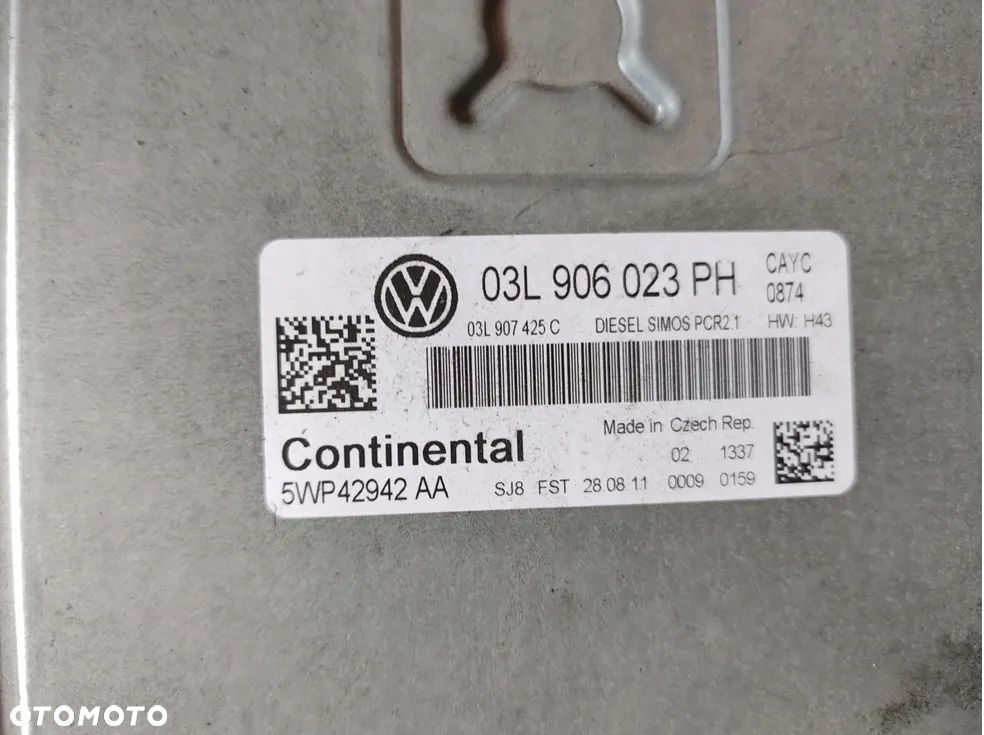 03L 906 023 PH
CAYC
0874
03L 907 425 C DIESEL SIMOS PCR2.1 HW: H43
Made in Czech Rep.
Continental
02 1337
5WP42942 AA SJ8 FST 28.08.11 0009 0159
OTOMOTO